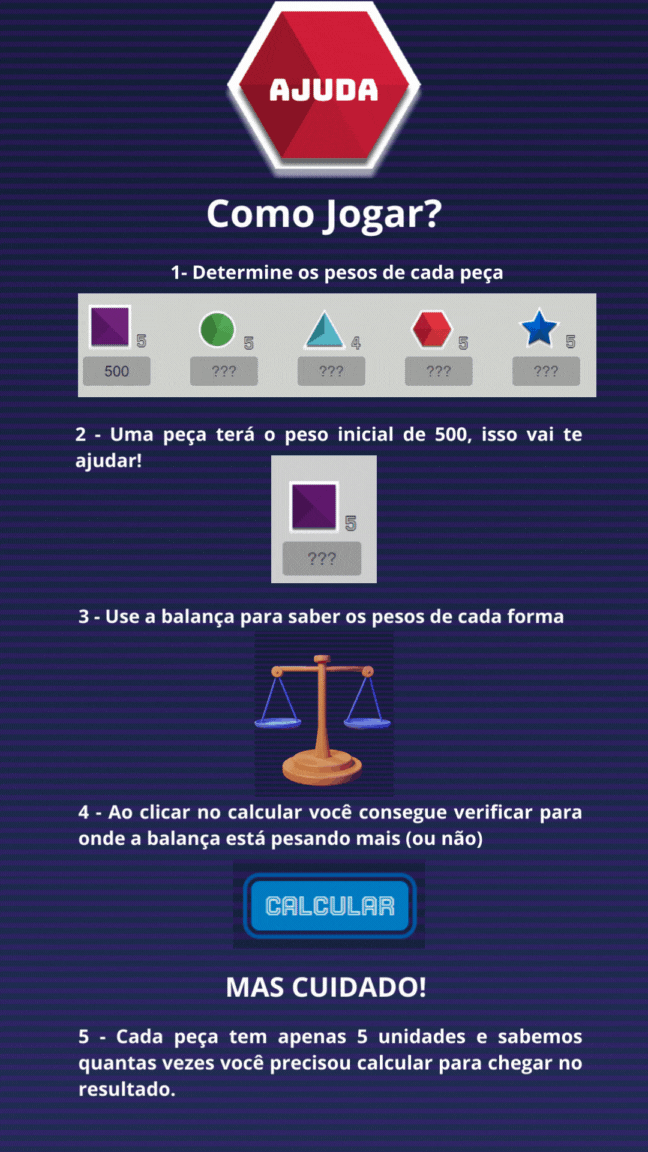 AJUDA
Como Jogar?
1- Determine os pesos de cada peça
5 5 4 5 5
500 ??? ??? ??? ???
2 - Uma peça terá o peso inicial de 500, isso vai te
ajudar!
5
???
3 - Use a balança para saber os pesos de cada forma
4 - Ao clicar no calcular você consegue verificar para
onde a balança está pesando mais (ou não)
CALCULAR
MAS CUIDADO!
5 - Cada peça tem apenas 5 unidades e sabemos
quantas vezes você precisou calcular para chegar no
resultado.